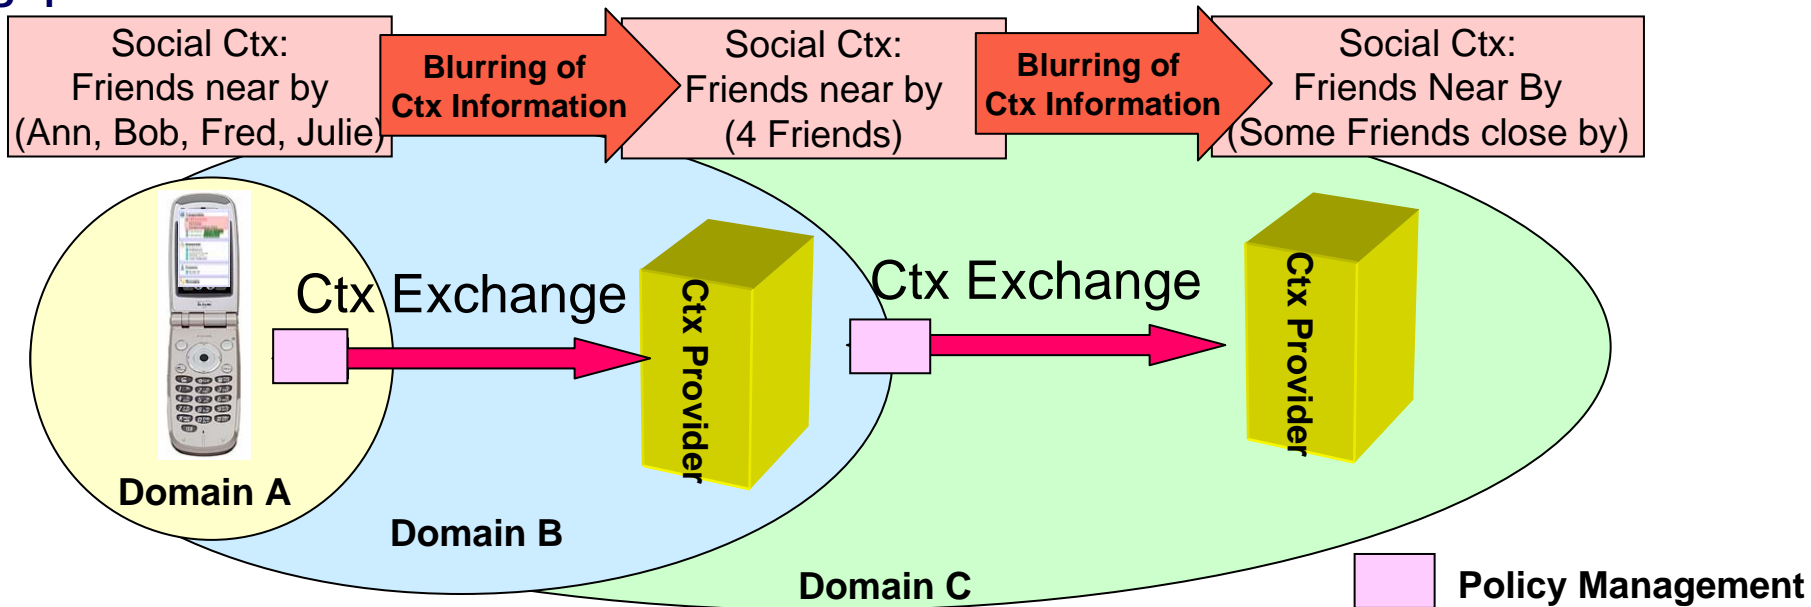 Social Ctx:
Friends near by
(Ann, Bob, Fred, Julie)
Blurring of
Ctx Information
Social Ctx:
Friends near by
(4 Friends)
Blurring of
Ctx Information
Social Ctx:
Friends Near By
(Some Friends close by)
Ctx Exchange
Ctx Provider
Ctx Exchange
Ctx Provider
Domain A
Domain B
Domain C
Policy Management